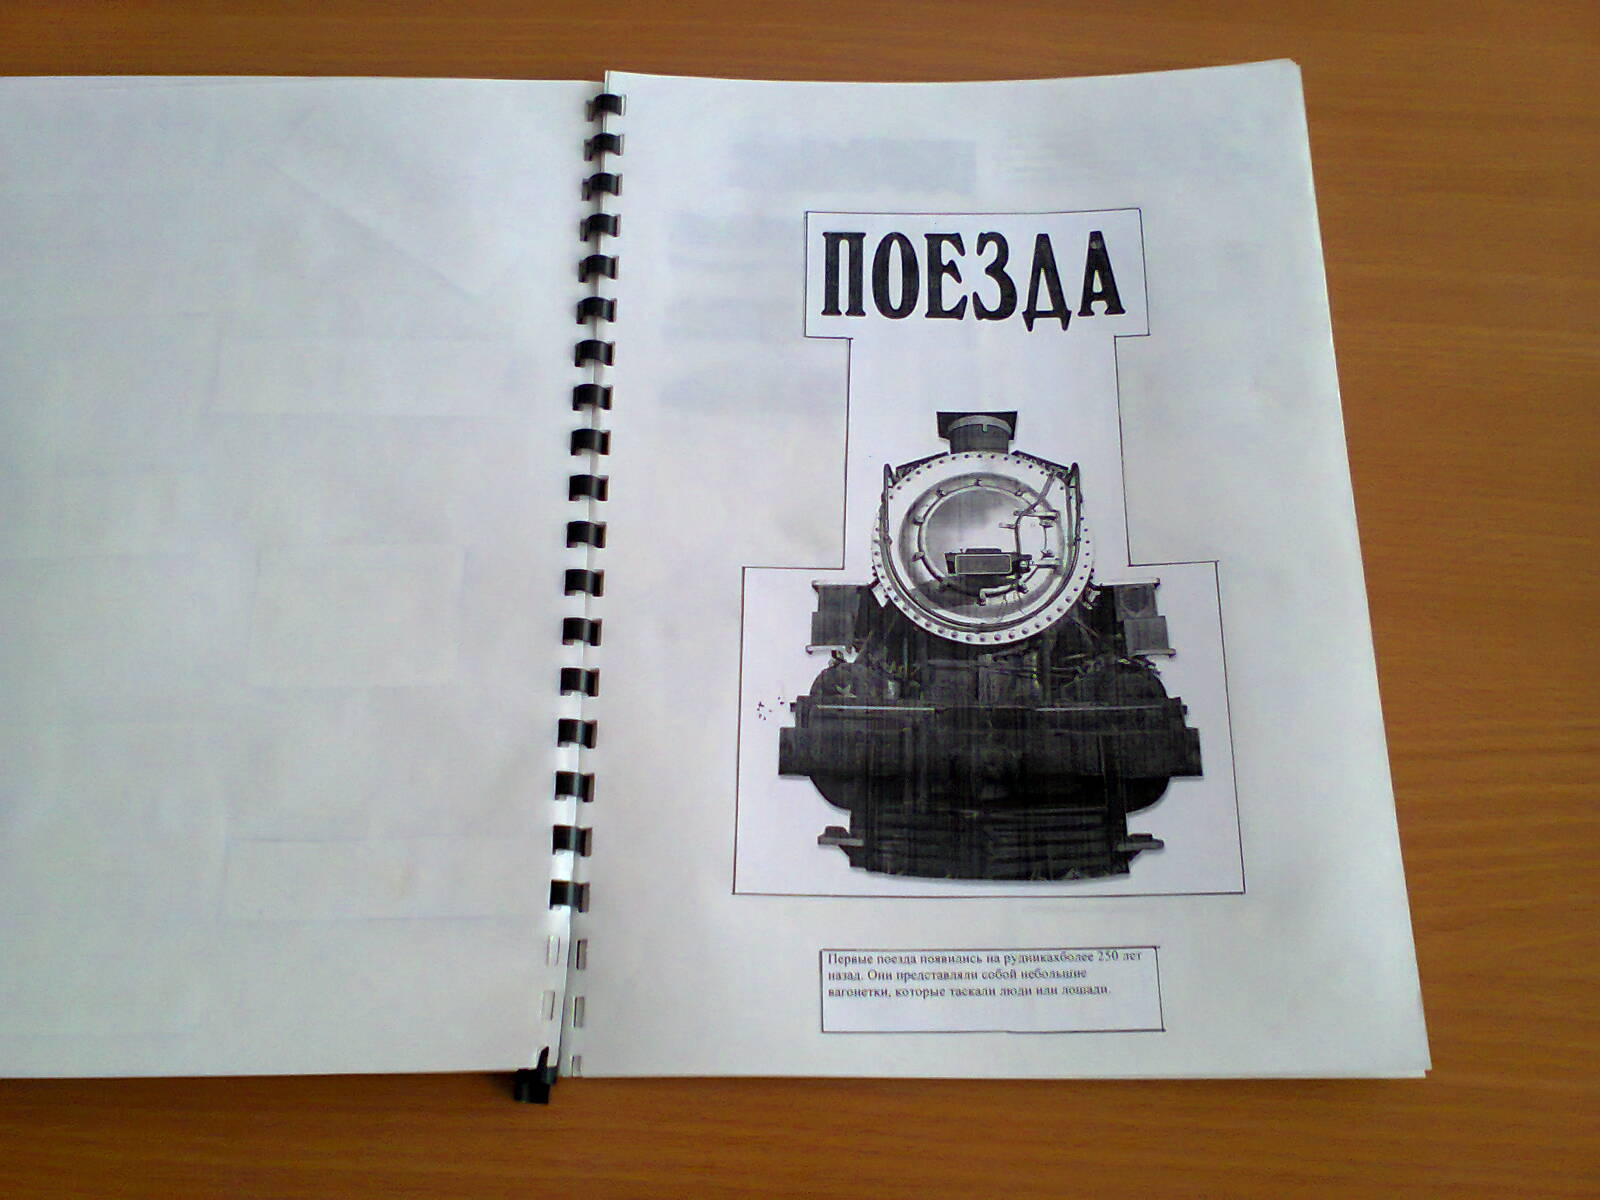 ПОЕЗДА
Первые поезда появились на рудникахболее 250 лет
назад. Они представляли собой небольшие
вагонетки, которые таскали люди или лошади.